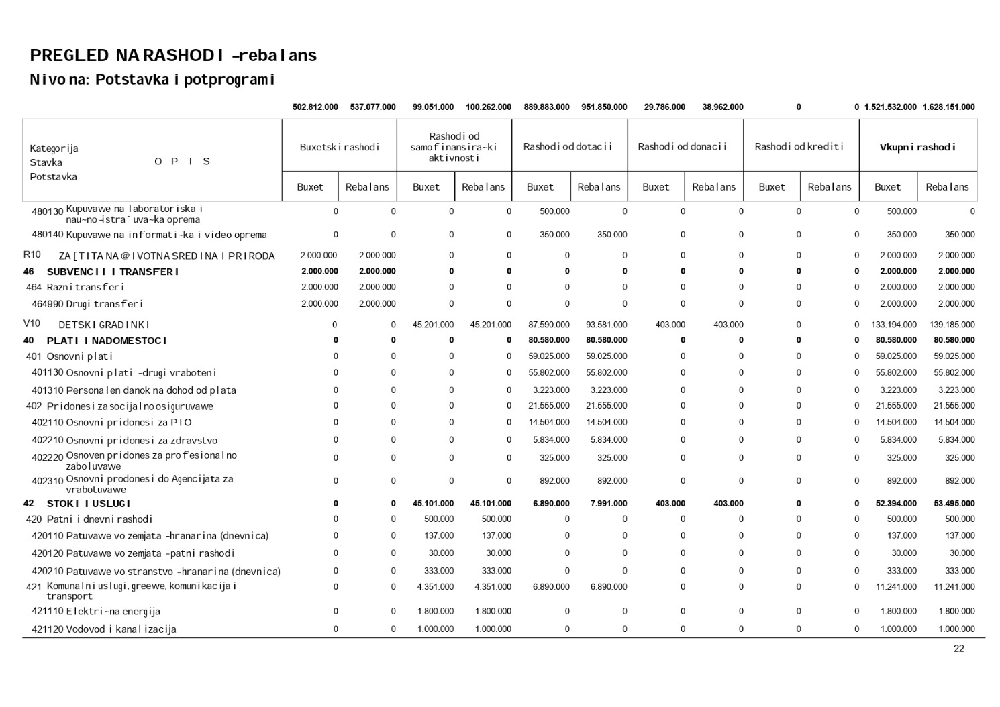 PREGLED NA RASHODI - rebalans
Nivo na: Potstavka i potprogrami
502.812.000 537.077.000 99.051.000 100.262.000 889.883.000 951.850.000 29.786.000 38.962.000 0 0 1.521.532.000 1.628.151.000
Kategorija
Stavka
Potstavka
O P I S
Buxetski rashodi
Rashodi od
samofinansira~ki
aktivnosti
Rashodi od dotacii
Rashodi od donacii
Rashodi od krediti
Vkupni rashodi
Buxet Rebalans Buxet Rebalans Buxet Rebalans Buxet Rebalans Buxet Rebalans Buxet Rebalans
480130 Kupuvawe na laboratoriska i 0 0 0 0 500.000 0 0 0 0 0 500.000 0
nau~no-istra`uva~ka oprema
480140 Kupuvawe na informati~ka i video oprema 0 0 0 0 350.000 350.000 0 0 0 0 350.000 350.000
R10 ZA[TITA NA @IVOTNA SREDINA I PRIRODA 2.000.000 2.000.000 0 0 0 0 0 0 0 0 2.000.000 2.000.000
46 SUBVENCII I TRANSFERI 2.000.000 2.000.000 0 0 0 0 0 0 0 0 2.000.000 2.000.000
464 Razni transferi 2.000.000 2.000.000 0 0 0 0 0 0 0 0 2.000.000 2.000.000
464990 Drugi transferi 2.000.000 2.000.000 0 0 0 0 0 0 0 0 2.000.000 2.000.000
V10 DETSKI GRADINKI 0 0 45.201.000 45.201.000 87.590.000 93.581.000 403.000 403.000 0 0 133.194.000 139.185.000
40 PLATI I NADOMESTOCI 0 0 0 0 80.580.000 80.580.000 0 0 0 0 80.580.000 80.580.000
401 Osnovni plati 0 0 0 0 59.025.000 59.025.000 0 0 0 0 59.025.000 59.025.000
401130 Osnovni plati - drugi vraboteni 0 0 0 0 55.802.000 55.802.000 0 0 0 0 55.802.000 55.802.000
401310 Personalen danok na dohod od plata 0 0 0 0 3.223.000 3.223.000 0 0 0 0 3.223.000 3.223.000
402 Pridonesi za socijalno osiguruvawe 0 0 0 0 21.555.000 21.555.000 0 0 0 0 21.555.000 21.555.000
402110 Osnovni pridonesi za PIO 0 0 0 0 14.504.000 14.504.000 0 0 0 0 14.504.000 14.504.000
402210 Osnovni pridonesi za zdravstvo 0 0 0 0 5.834.000 5.834.000 0 0 0 0 5.834.000 5.834.000
402220 Osnoven pridones za profesionalno 0 0 0 0 325.000 325.000 0 0 0 0 325.000 325.000
zaboluvawe
402310 Osnovni prodonesi do Agencijata za 0 0 0 0 892.000 892.000 0 0 0 0 892.000 892.000
vrabotuvawe
42 STOKI I USLUGI 0 0 45.101.000 45.101.000 6.890.000 7.991.000 403.000 403.000 0 0 52.394.000 53.495.000
420 Patni i dnevni rashodi 0 0 500.000 500.000 0 0 0 0 0 0 500.000 500.000
420110 Patuvawe vo zemjata - hranarina (dnevnica) 0 0 137.000 137.000 0 0 0 0 0 0 137.000 137.000
420120 Patuvawe vo zemjata - patni rashodi 0 0 30.000 30.000 0 0 0 0 0 0 30.000 30.000
420210 Patuvawe vo stranstvo - hranarina (dnevnica) 0 0 333.000 333.000 0 0 0 0 0 0 333.000 333.000
421 Komunalni uslugi, greewe, komunikacija i 0 0 4.351.000 4.351.000 6.890.000 6.890.000 0 0 0 0 11.241.000 11.241.000
transport
421110 Elektri~na energija 0 0 1.800.000 1.800.000 0 0 0 0 0 0 1.800.000 1.800.000
421120 Vodovod i kanalizacija 0 0 1.000.000 1.000.000 0 0 0 0 0 0 1.000.000 1.000.000
22